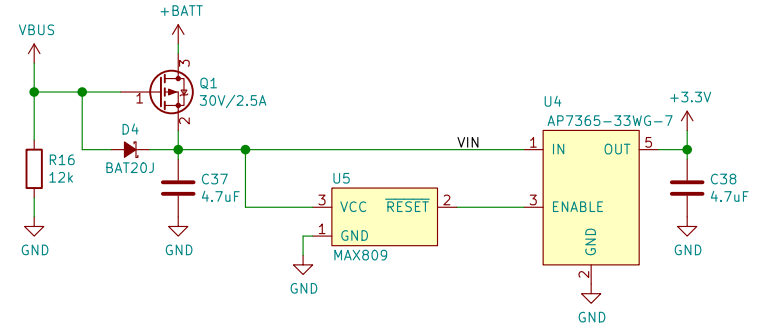 +BATT
VBUS
3
Q1
30V/2.5A
1
2
D4
BAT20J
R16
12k
C37
4.7uF
GND
GND
VIN
U5
3 VCC RESET 2
1 GND
MAX809
GND
U4
AP7365-33WG-7
1 IN OUT 5
3 ENABLE
GND
2
GND
+3.3V
C38
4.7uF
GND